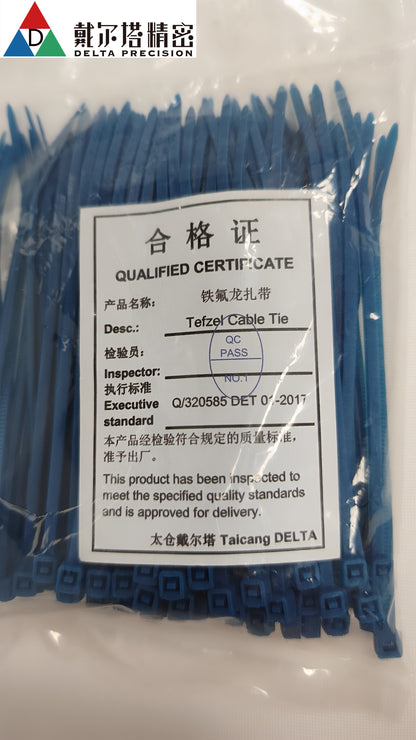 D
戴尔塔精密
DELTA PRECISION
合格证
QUALIFIED CERTIFICATE
产品名称: 铁氟龙扎带
Desc.: Tefzel Cable Tie
检验员: QC
PASS
Inspector: NO.1
执行标准
Executive Q/320585 DET 01-2017
standard
本产品经检验符合规定的质量标准,
准予出厂。
This product has been inspected to
meet the specified quality standards
and is approved for delivery.
太仓戴尔塔 Taicang DELTA